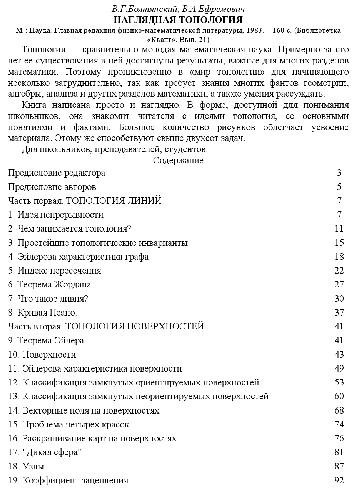 В.Г.Болтянский, В.А.Ефремович
НАГЛЯДНАЯ ТОПОЛОГИЯ
М.: Наука. Главная редакция физико-математической литературы, 1983. - 160 с. (Библиотечка
«Квант». Вып. 21)
Топология - сравнительно молодая математическая наука. Примерно за сто
лет ее существования в ней достигнуты результаты, важные для многих разделов
математики. Поэтому проникновение в «мир топологии» для начинающего
несколько затруднительно, так как требует знания многих фактов геометрии,
алгебры, анализа и других разделов математики, а также умения рассуждать.
Книга написана просто и наглядно. В форме, доступной для понимания
школьников, она знакомит читателя с идеями топологии, ее основными
понятиями и фактами. Большое количество рисунков облегчает усвоение
материала. Этому же способствуют свыше двухсот задач.
Для школьников, преподавателей, студентов.
Содержание
Предисловие редактора 3
Предисловие авторов 5
Часть первая. ТОПОЛОГИЯ ЛИНИЙ 7
1. Идея непрерывности 7
2. Чем занимается топология? 11
3. Простейшие топологические инварианты 15
4. Эйлерова характеристика графа 18
5. Индекс пересечения 22
6. Теорема Жордана 27
7. Что такое линия? 30
8. Кривая Пеано. 37
Часть вторая. ТОПОЛОГИЯ ПОВЕРХНОСТЕЙ 41
9. Теорема Эйлера 41
10. Поверхности 43
11. Эйлерова характеристика поверхности 49
12. Классификация замкнутых ориентируемых поверхностей 53
13. Классификация замкнутых неориентируемых поверхностей 60
14. Векторные поля на поверхностях 68
15. Проблема четырех красок 74
16. Раскрашивание карт на поверхностях 76
17. "Дикая сфера" 81
18. Узлы 87
19. Коэффициент зацепления 92